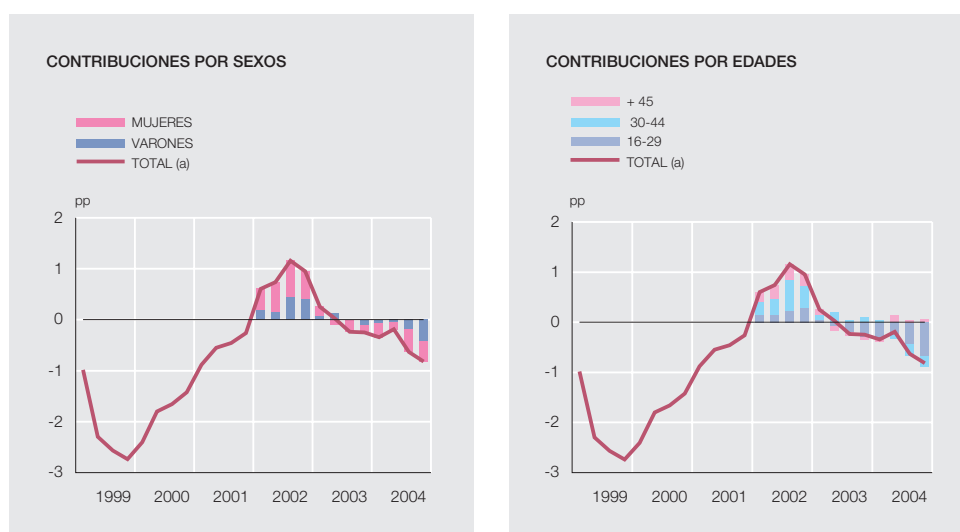 CONTRIBUCIONES POR SEXOS
MUJERES
VARONES
TOTAL (a)
pp
2
1
0
-1
-2
-3
1999 2000 2001 2002 2003 2004
CONTRIBUCIONES POR EDADES
+ 45
30-44
16-29
TOTAL (a)
pp
2
1
0
-1
-2
-3
1999 2000 2001 2002 2003 2004